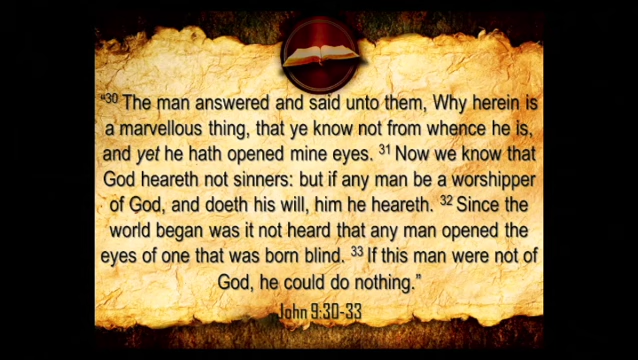 “30 The man answered and said unto them, Why herein is
a marvellous thing, that ye know not from whence he is,
and yet he hath opened mine eyes. 31 Now we know that
God heareth not sinners: but if any man be a worshipper
of God, and doeth his will, him he heareth. 32 Since the
world began was it not heard that any man opened the
eyes of one that was born blind. 33 If this man were not of
God, he could do nothing.”
John 9:30-33